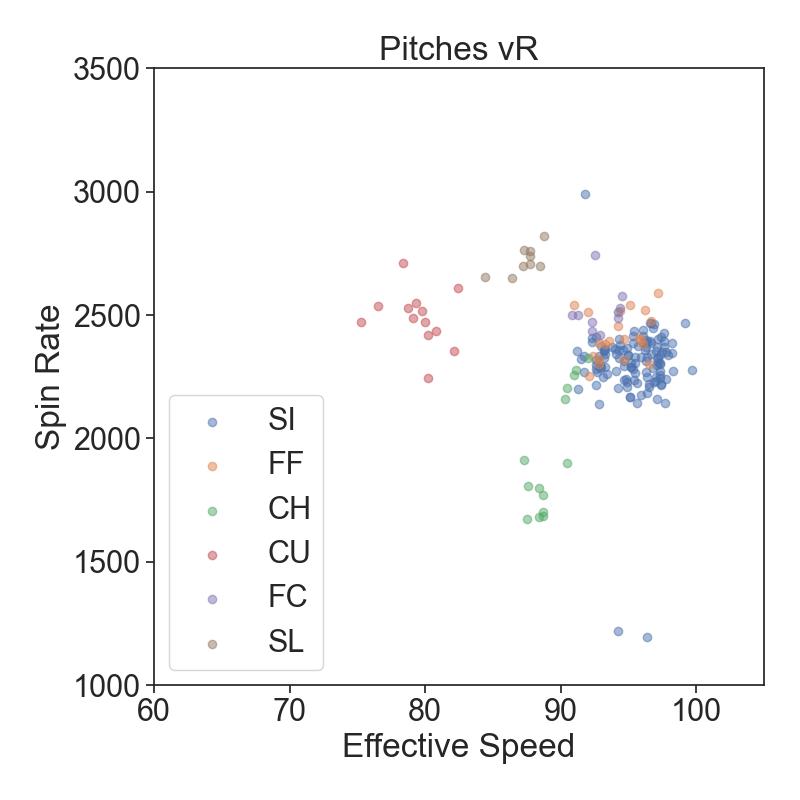 Pitches vR
3500
3000
2500
2000
1500
1000
Spin Rate
SI
FF
CH
CU
FC
SL
60 70 80 90 100
Effective Speed